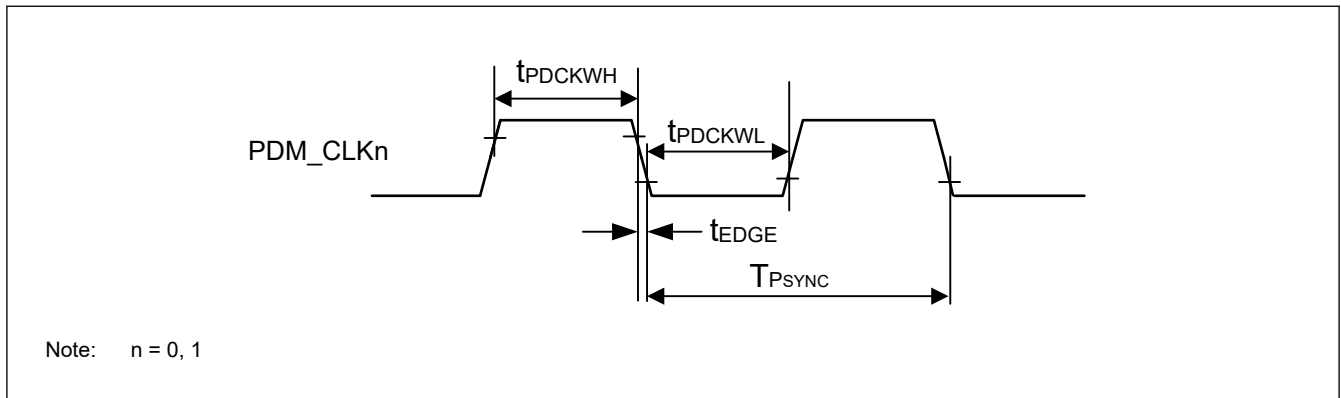 tPDCKWH
PDM_CLKn
tPDCKWL
tEDGE
TPSYNC
Note: n = 0, 1